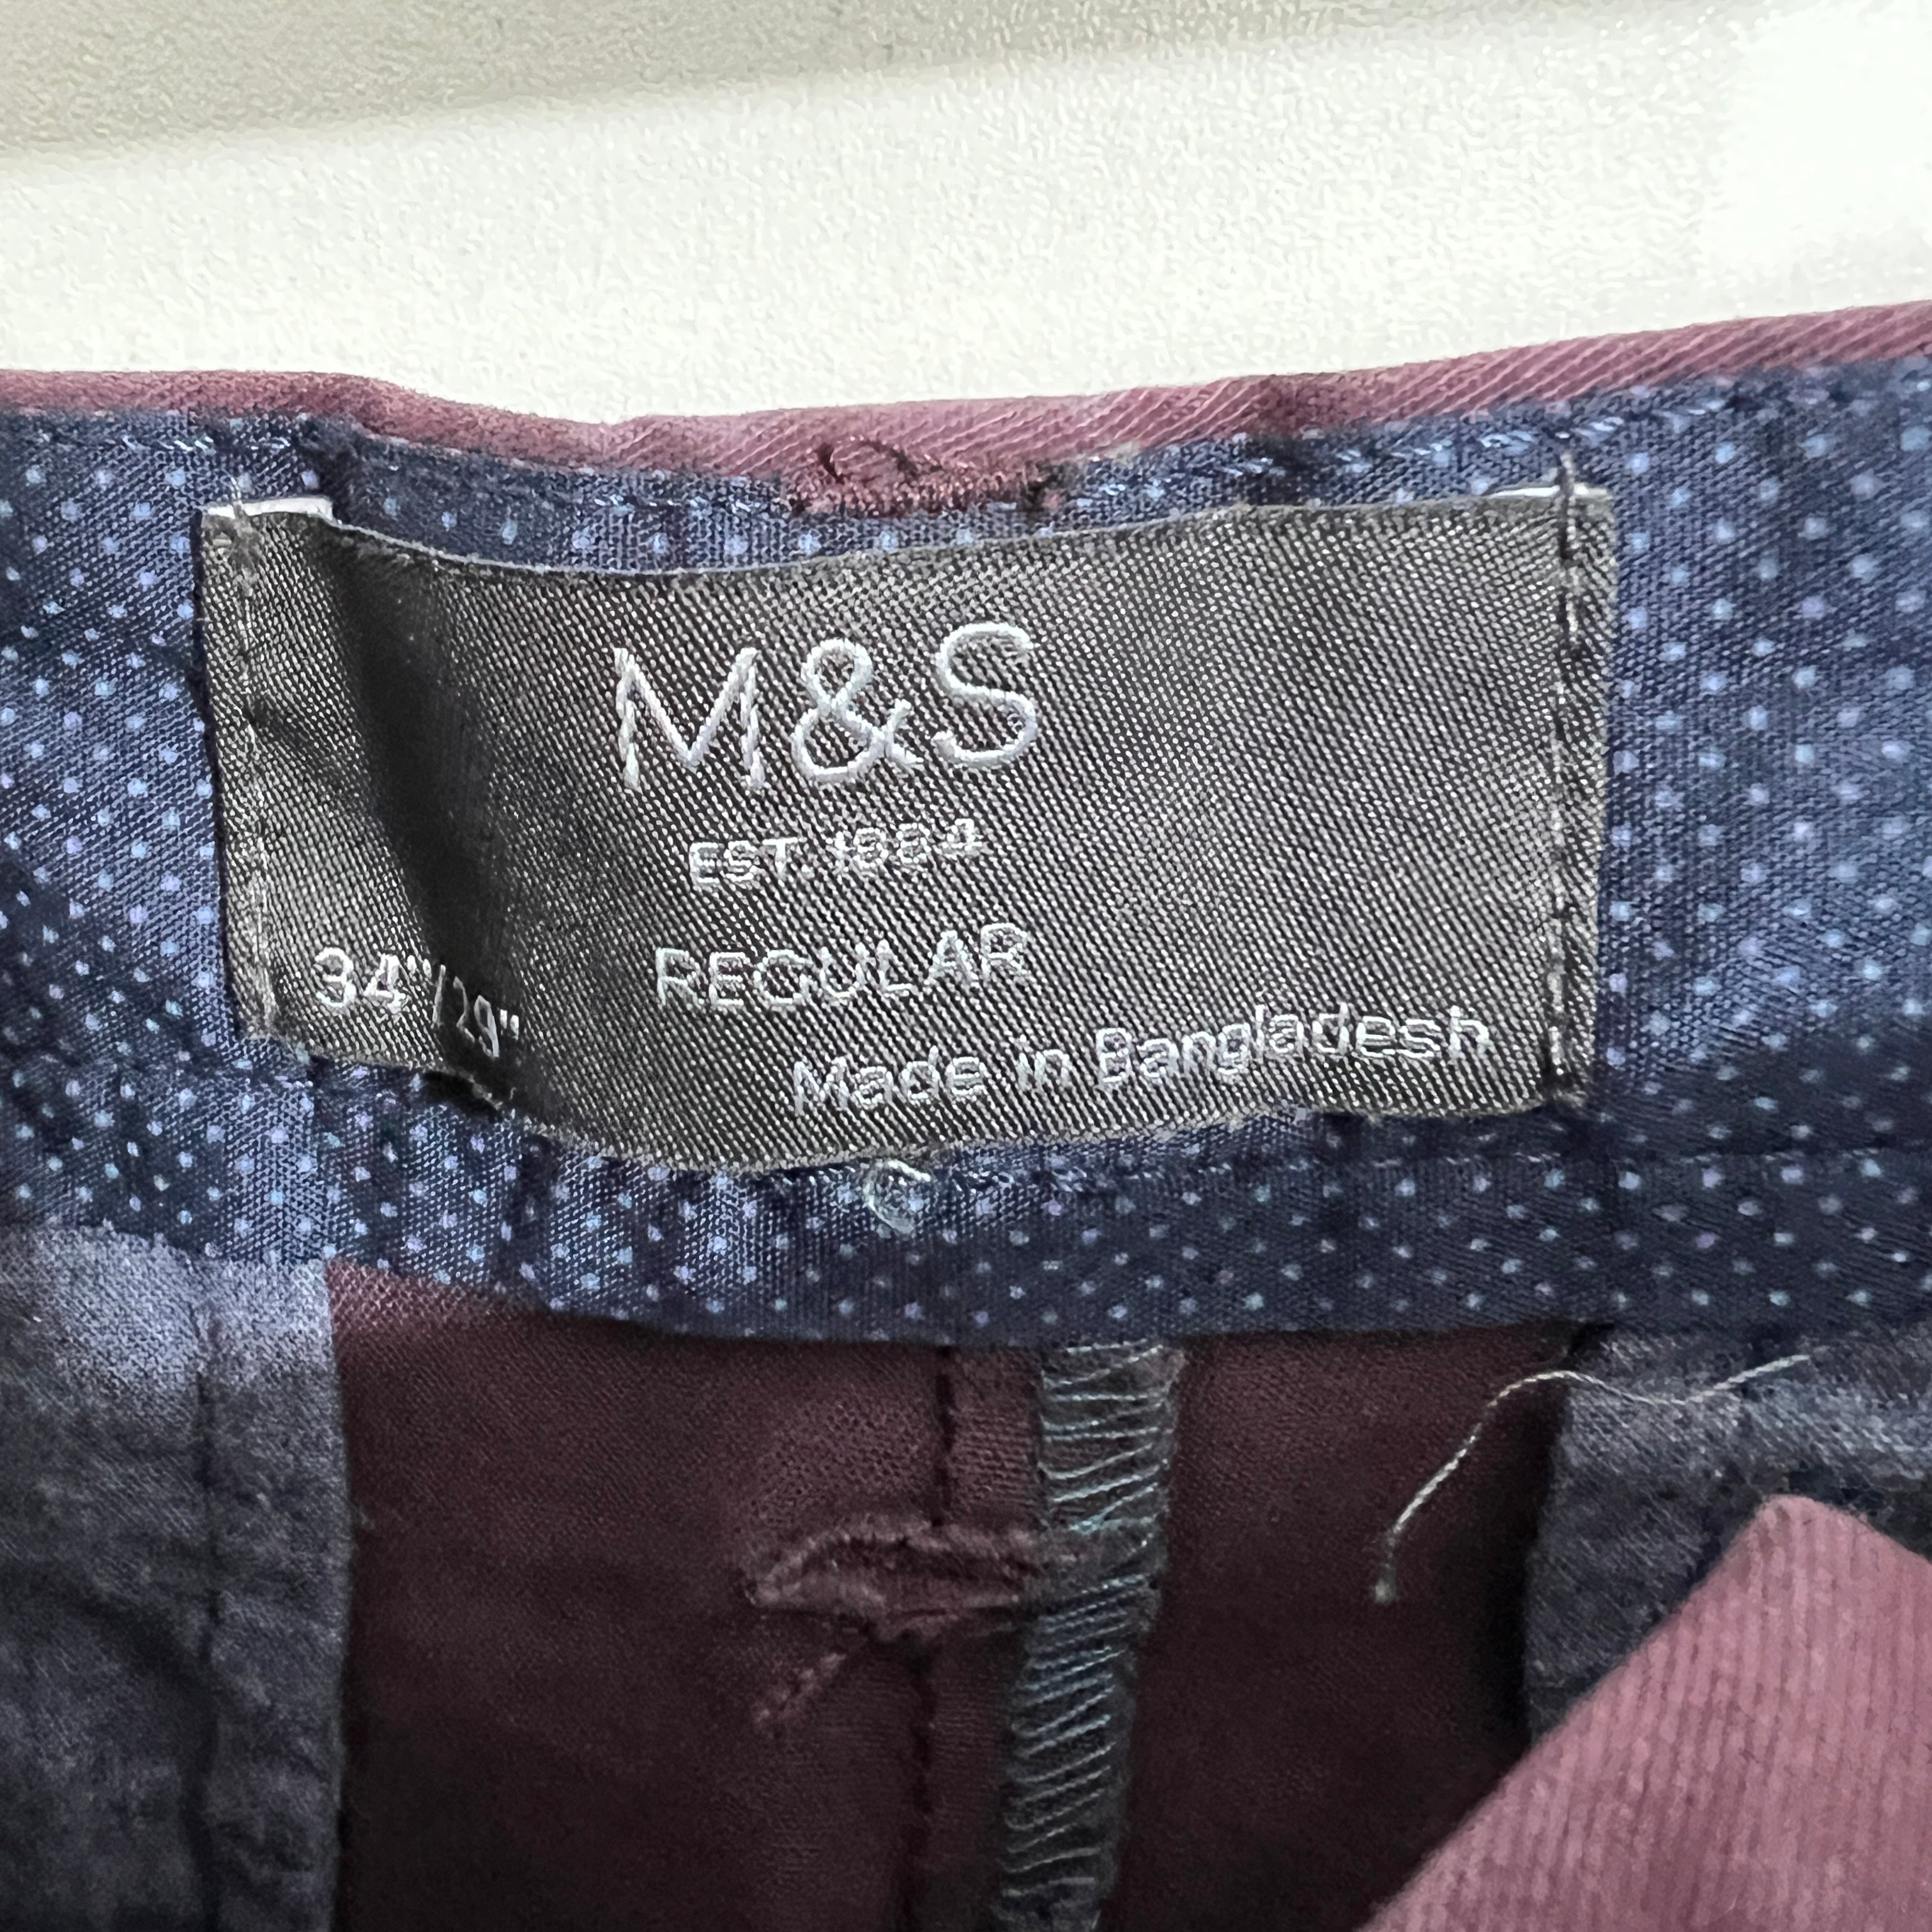 M&S
EST. 1884
REGULAR
34"/29"
Made in Bangladesh